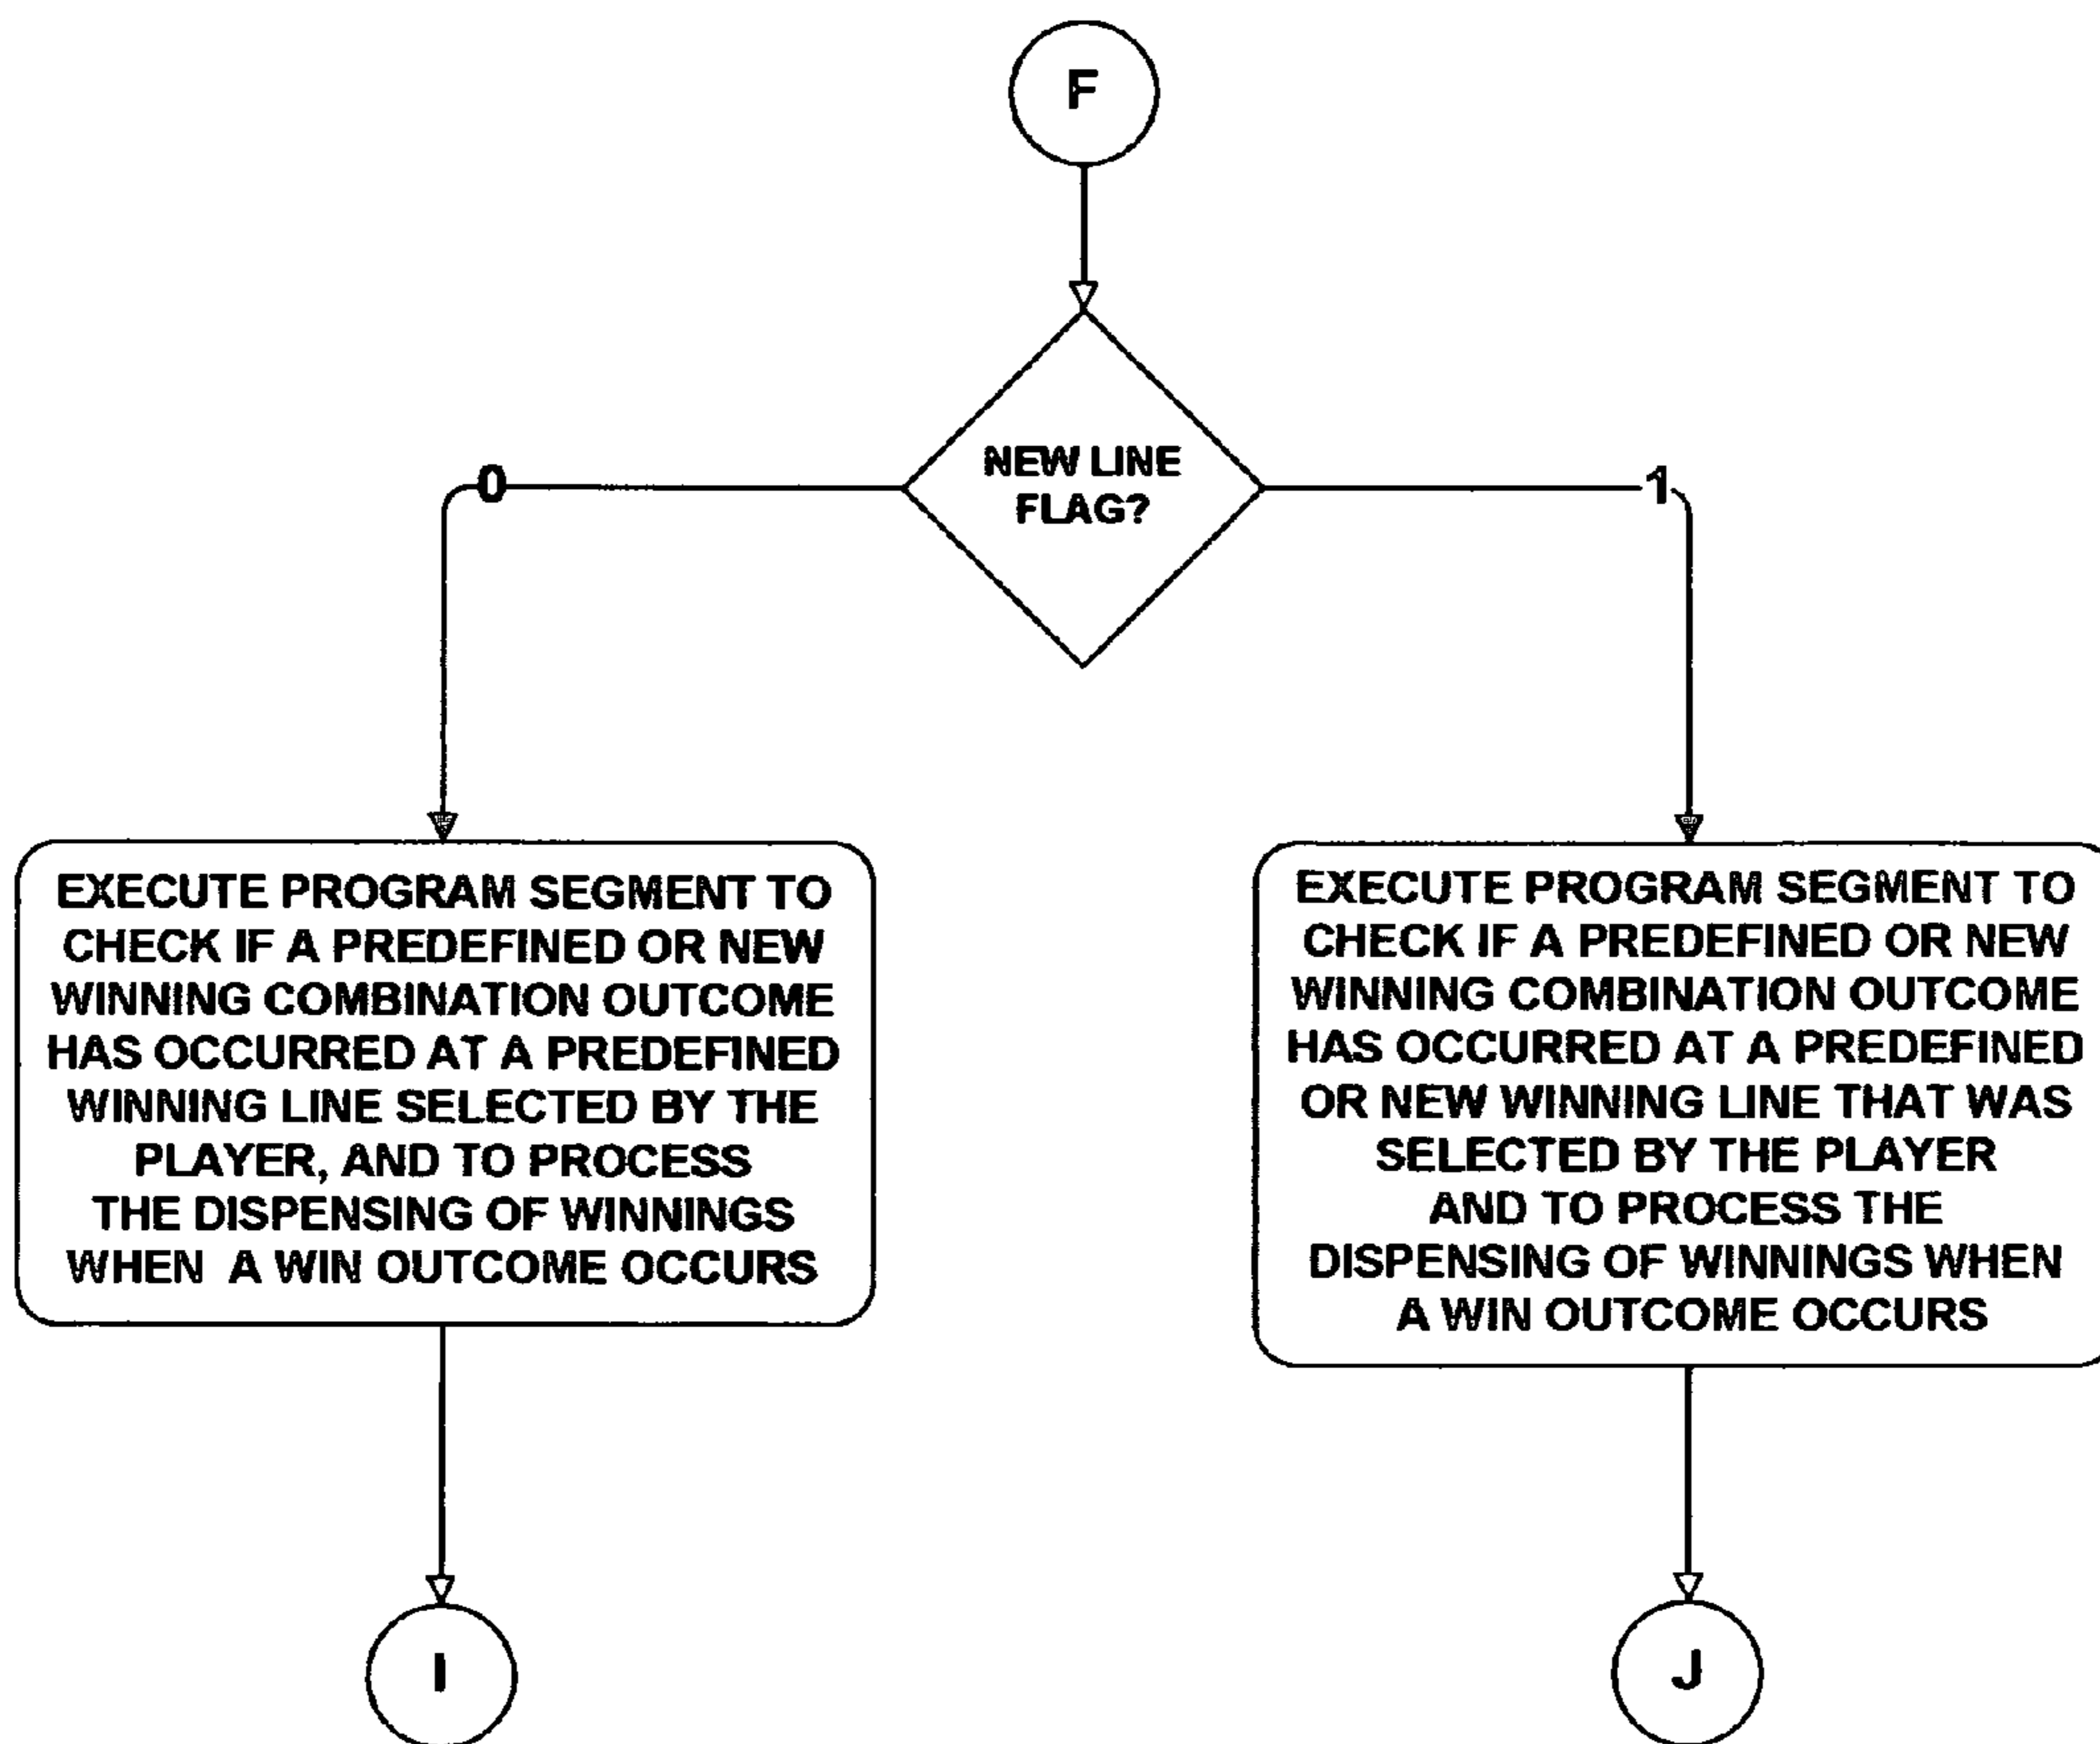 F
NEW LINE
FLAG?
0
1
EXECUTE PROGRAM SEGMENT TO
CHECK IF A PREDEFINED OR NEW
WINNING COMBINATION OUTCOME
HAS OCCURRED AT A PREDEFINED
WINNING LINE SELECTED BY THE
PLAYER, AND TO PROCESS
THE DISPENSING OF WINNINGS
WHEN A WIN OUTCOME OCCURS
EXECUTE PROGRAM SEGMENT TO
CHECK IF A PREDEFINED OR NEW
WINNING COMBINATION OUTCOME
HAS OCCURRED AT A PREDEFINED
OR NEW WINNING LINE THAT WAS
SELECTED BY THE PLAYER
AND TO PROCESS THE
DISPENSING OF WINNINGS WHEN
A WIN OUTCOME OCCURS
I
J